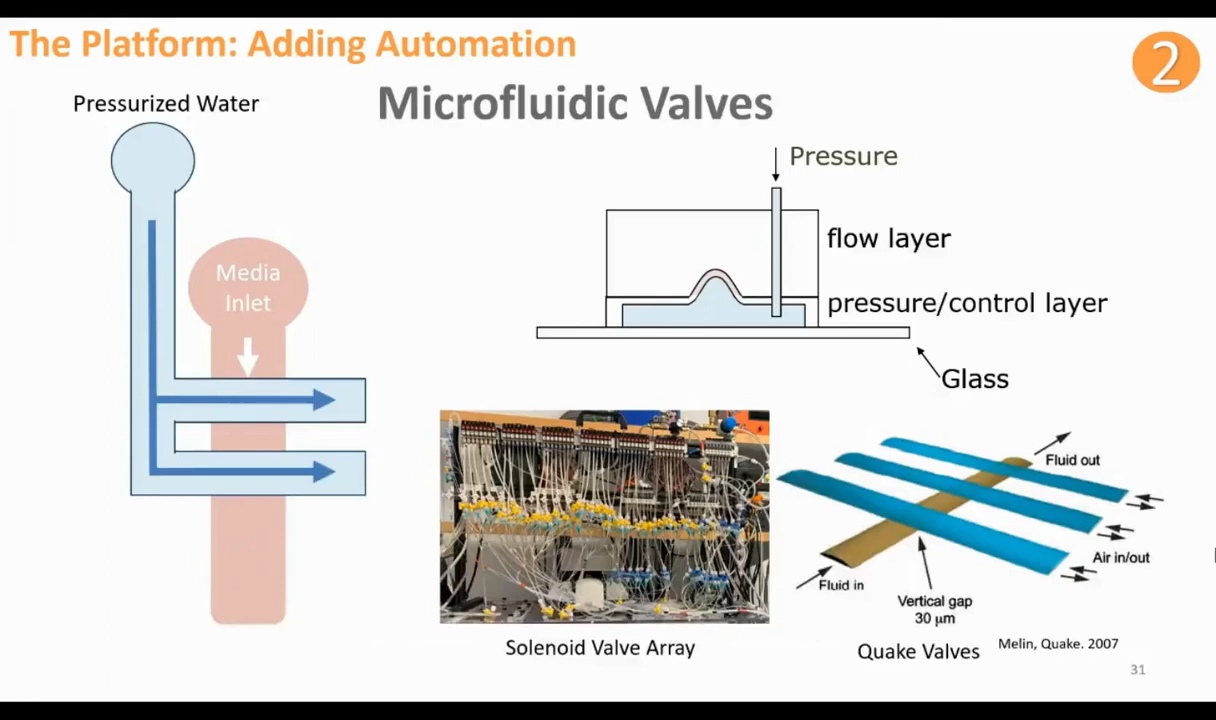 The Platform: Adding Automation
2
Microfluidic Valves
Pressurized Water
Media
Inlet
Pressure
flow layer
pressure/control layer
Glass
Solenoid Valve Array
Fluid out
Air in/out
Fluid in
Vertical gap
30 μm
Quake Valves
Melin, Quake. 2007
31